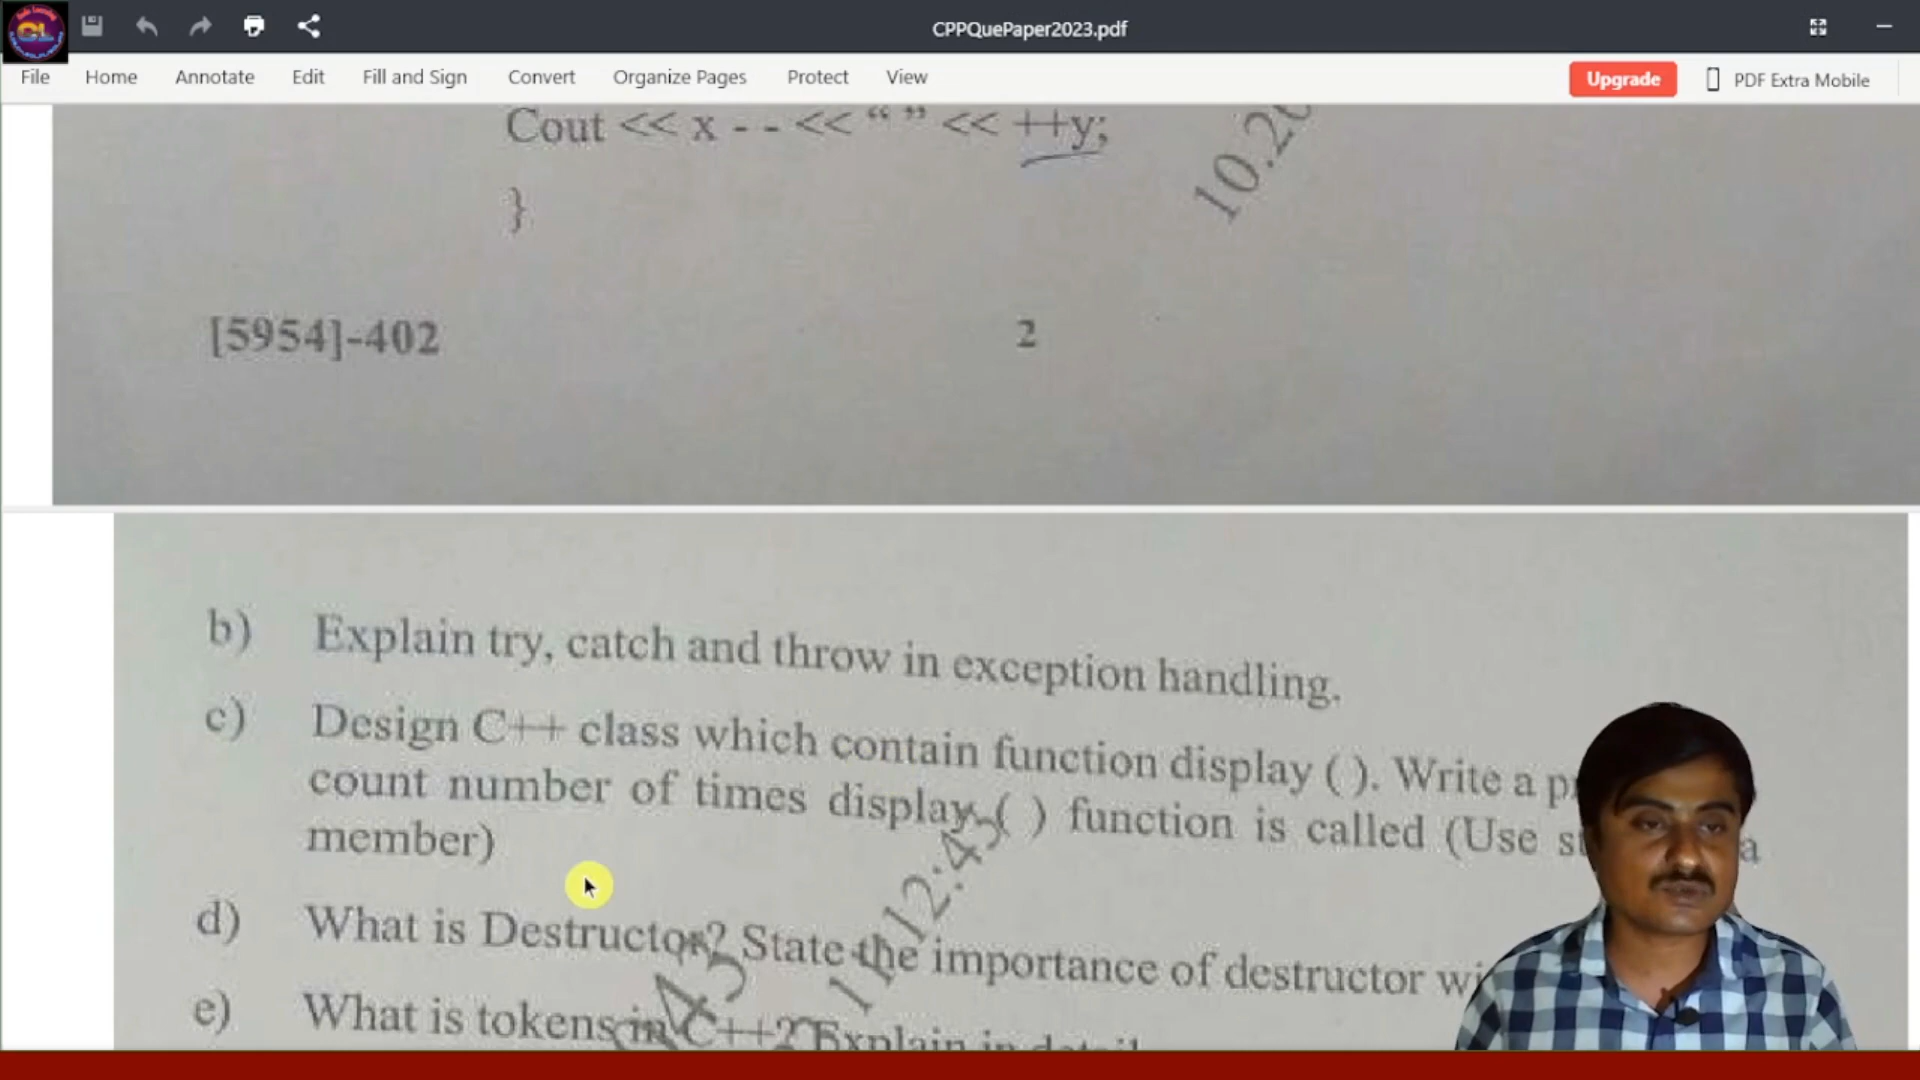 CPPQuePaper2023.pdf
File Home Annotate Edit Fill and Sign Convert Organize Pages Protect View Upgrade PDF Extra Mobile
Cout << x - - << “ ” << ++y;
}
[5954]-402 2
b) Explain try, catch and throw in exception handling.
c) Design C++ class which contain function display ( ). Write a
count number of times display ( ) function is called (Use
member)
d) What is Destructor? State the importance of destructor
e) What is tokens in C++? Explain in detail
12:45